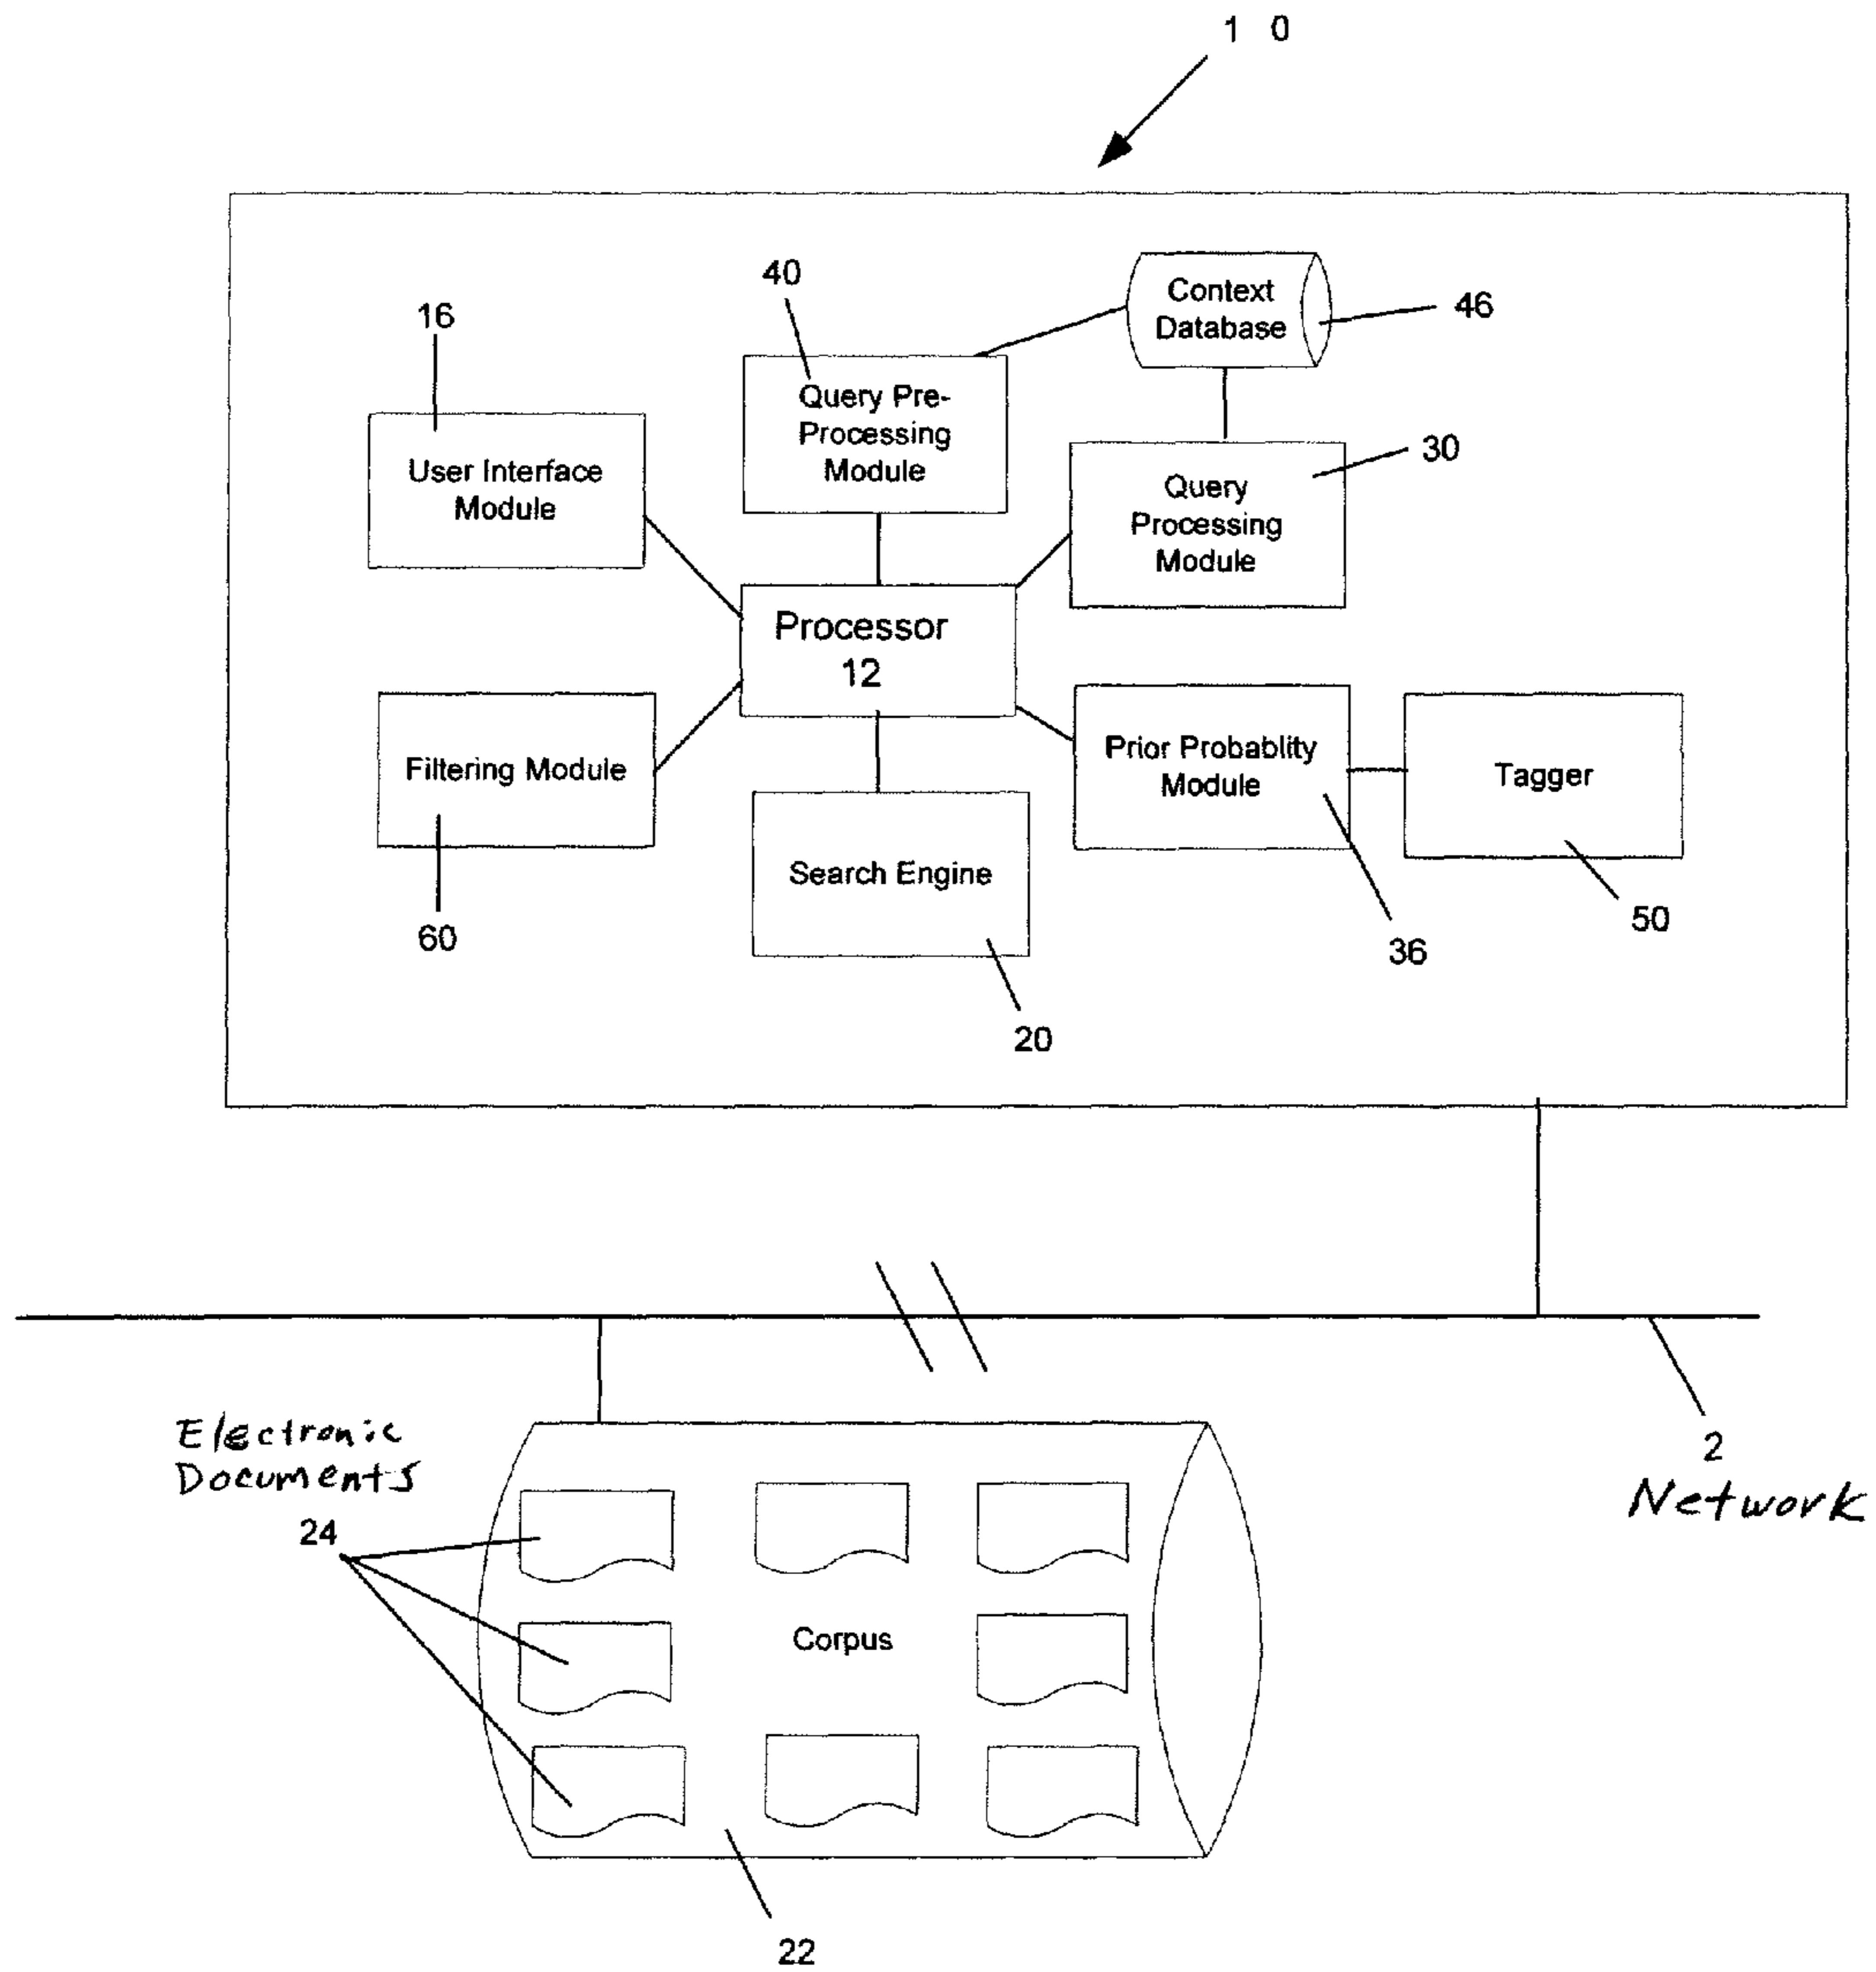 1 0
40
Context
Database
46
16
Query Pre-
Processing
Module
30
User Interface
Module
Query
Processing
Module
Processor
12
Filtering Module
Prior Probablity
Module
Tagger
Search Engine
60
50
36
20
Electronic
Documents
24
2
Network
Corpus
22